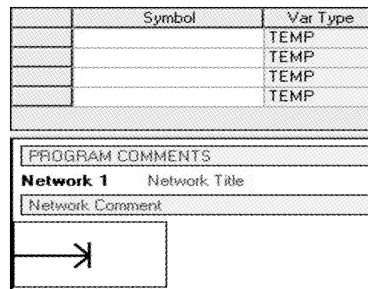 Symbol Var Type
TEMP
TEMP
TEMP
TEMP
PROGRAM COMMENTS
Network 1 Network Title
Network Comment